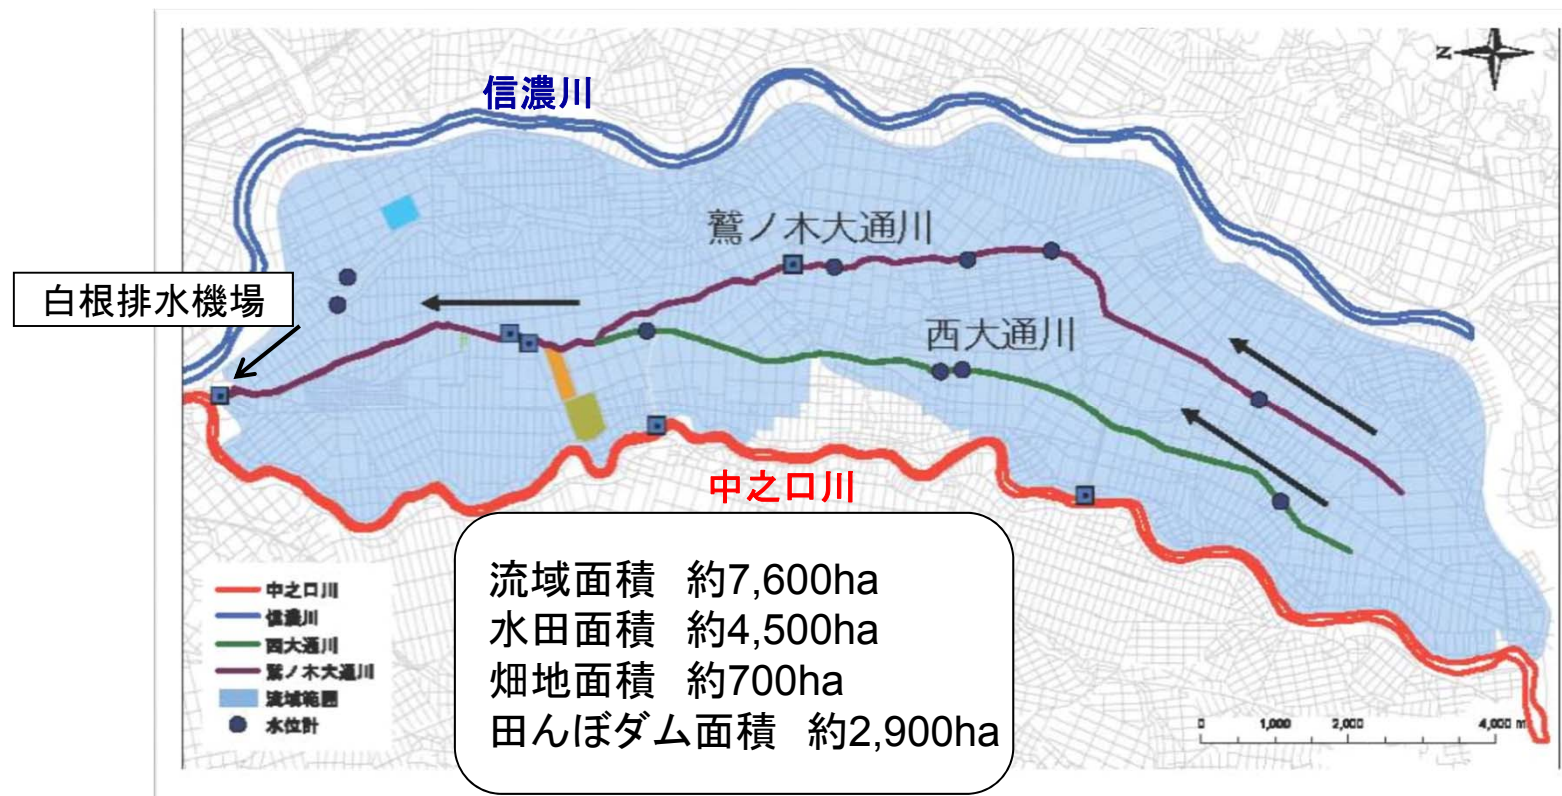 信濃川
N
鷲ノ木大通川
白根排水機場
西大通川
中之口川
流域面積 約7,600ha
水田面積 約4,500ha
畑地面積 約700ha
田んぼダム面積 約2,900ha
中之口川
信濃川
西大通川
鷲ノ木大通川
流域範囲
水位計
0 1,000 2,000 4,000 m